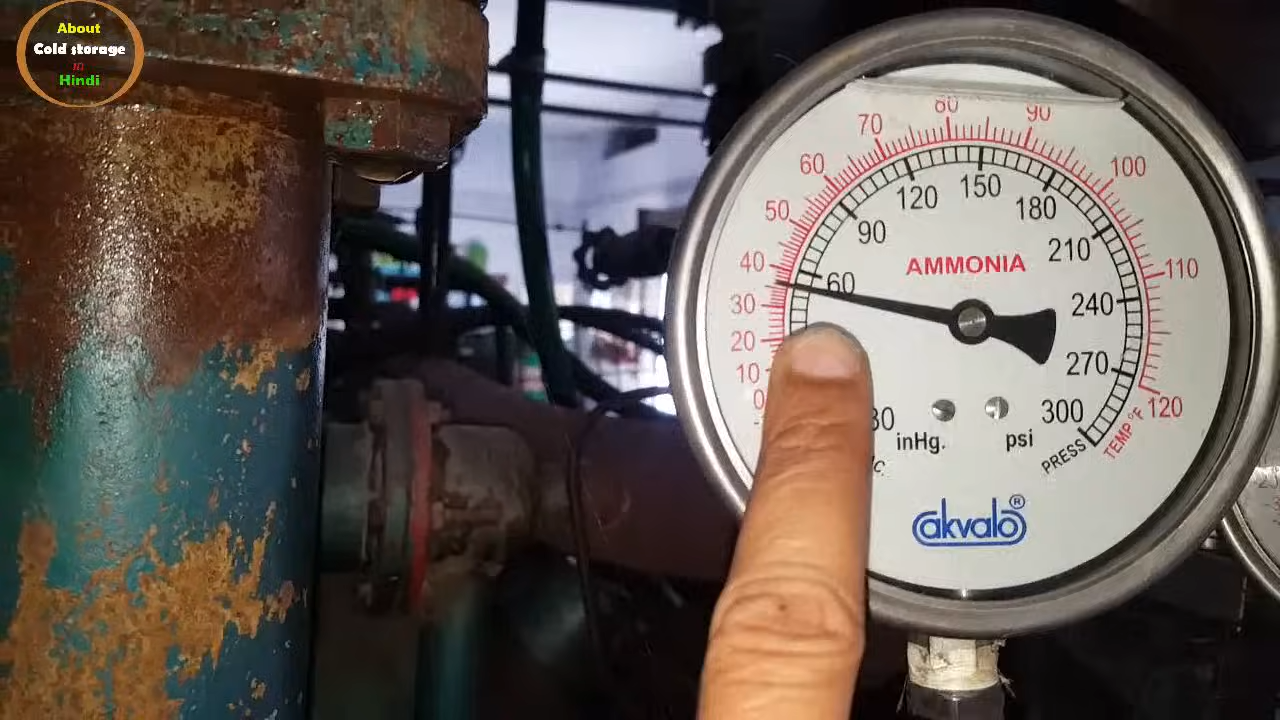 About
Cold storage
in
Hindi
80
70
90
60
100
150
120
180
50
90
210
40
AMMONIA
110
60
30
240
20
270
10
0
30
300
120
inHg.
psi
PRESS
TEMP °F
akvalo®